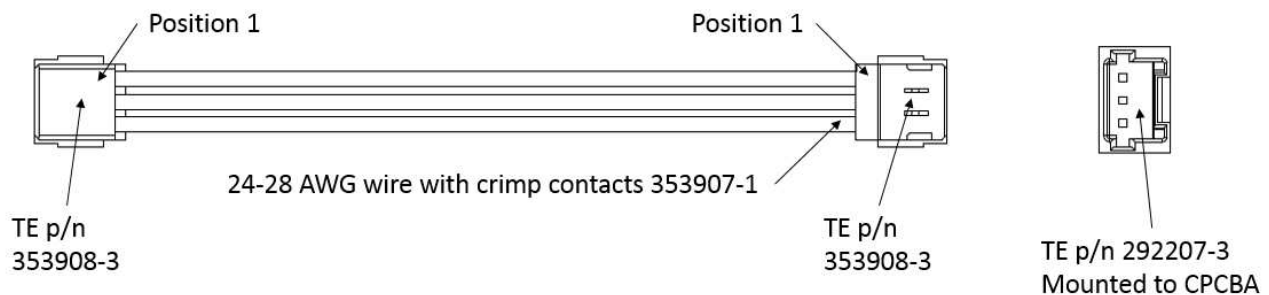 Position 1
Position 1
24-28 AWG wire with crimp contacts 353907-1
TE p/n
353908-3
TE p/n
353908-3
TE p/n 292207-3
Mounted to CPCBA